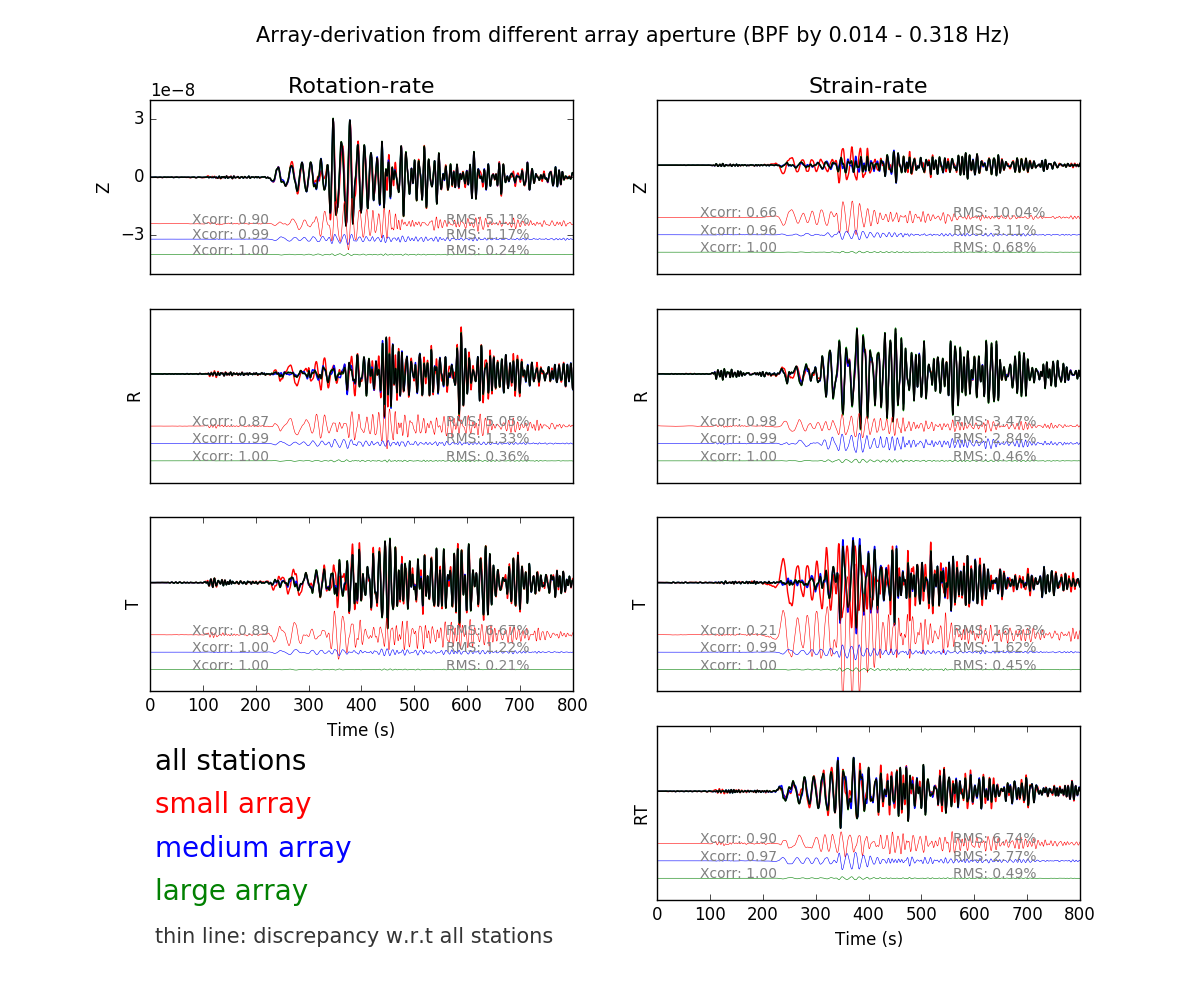 Array-derivation from different array aperture (BPF by 0.014 - 0.318 Hz)
Rotation-rate
1e−8
3
0
−3
Z
Xcorr: 0.90 RMS: 5.11%
Xcorr: 0.99 RMS: 1.17%
Xcorr: 1.00 RMS: 0.24%
R
Xcorr: 0.87 RMS: 5.05%
Xcorr: 0.99 RMS: 1.33%
Xcorr: 1.00 RMS: 0.36%
T
Xcorr: 0.89 RMS: 6.67%
Xcorr: 1.00 RMS: 1.22%
Xcorr: 1.00 RMS: 0.21%
0 100 200 300 400 500 600 700 800
Time (s)
Strain-rate
Z
Xcorr: 0.66 RMS: 10.04%
Xcorr: 0.96 RMS: 3.11%
Xcorr: 1.00 RMS: 0.68%
R
Xcorr: 0.98 RMS: 3.47%
Xcorr: 0.99 RMS: 2.84%
Xcorr: 1.00 RMS: 0.46%
T
Xcorr: 0.21 RMS: 16.33%
Xcorr: 0.99 RMS: 1.62%
Xcorr: 1.00 RMS: 0.45%
RT
Xcorr: 0.90 RMS: 6.74%
Xcorr: 0.97 RMS: 2.77%
Xcorr: 1.00 RMS: 0.49%
0 100 200 300 400 500 600 700 800
Time (s)
all stations
small array
medium array
large array
thin line: discrepancy w.r.t all stations